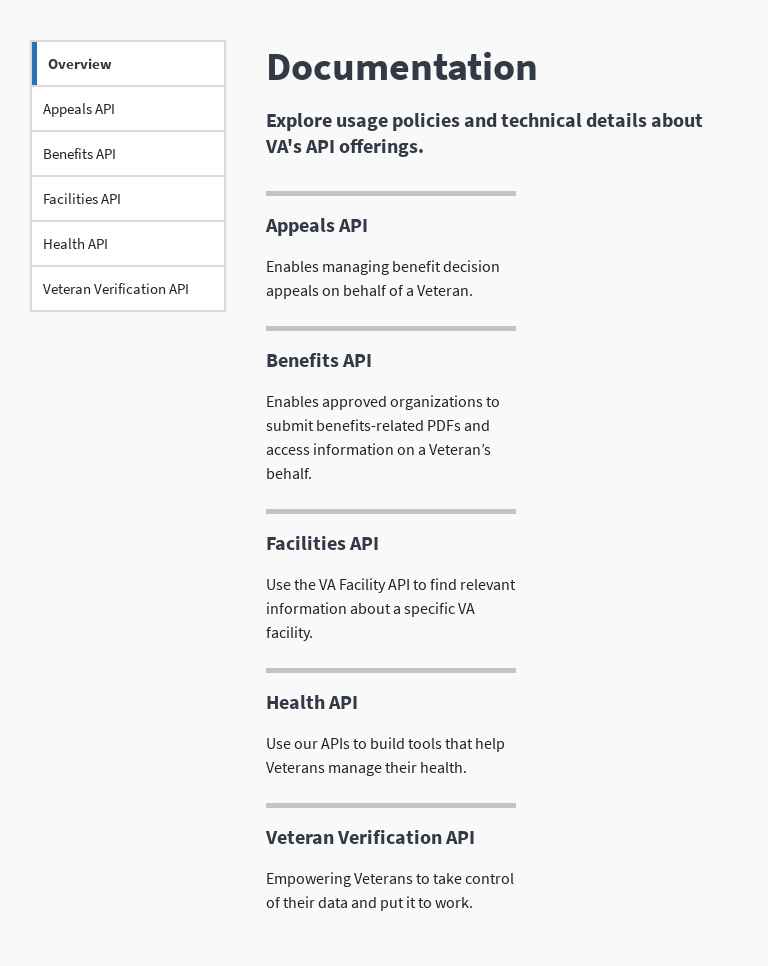 Overview
Appeals API
Benefits API
Facilities API
Health API
Veteran Verification API
Documentation
Explore usage policies and technical details about
VA's API offerings.
Appeals API
Enables managing benefit decision
appeals on behalf of a Veteran.
Benefits API
Enables approved organizations to
submit benefits-related PDFs and
access information on a Veteran’s
behalf.
Facilities API
Use the VA Facility API to find relevant
information about a specific VA
facility.
Health API
Use our APIs to build tools that help
Veterans manage their health.
Veteran Verification API
Empowering Veterans to take control
of their data and put it to work.